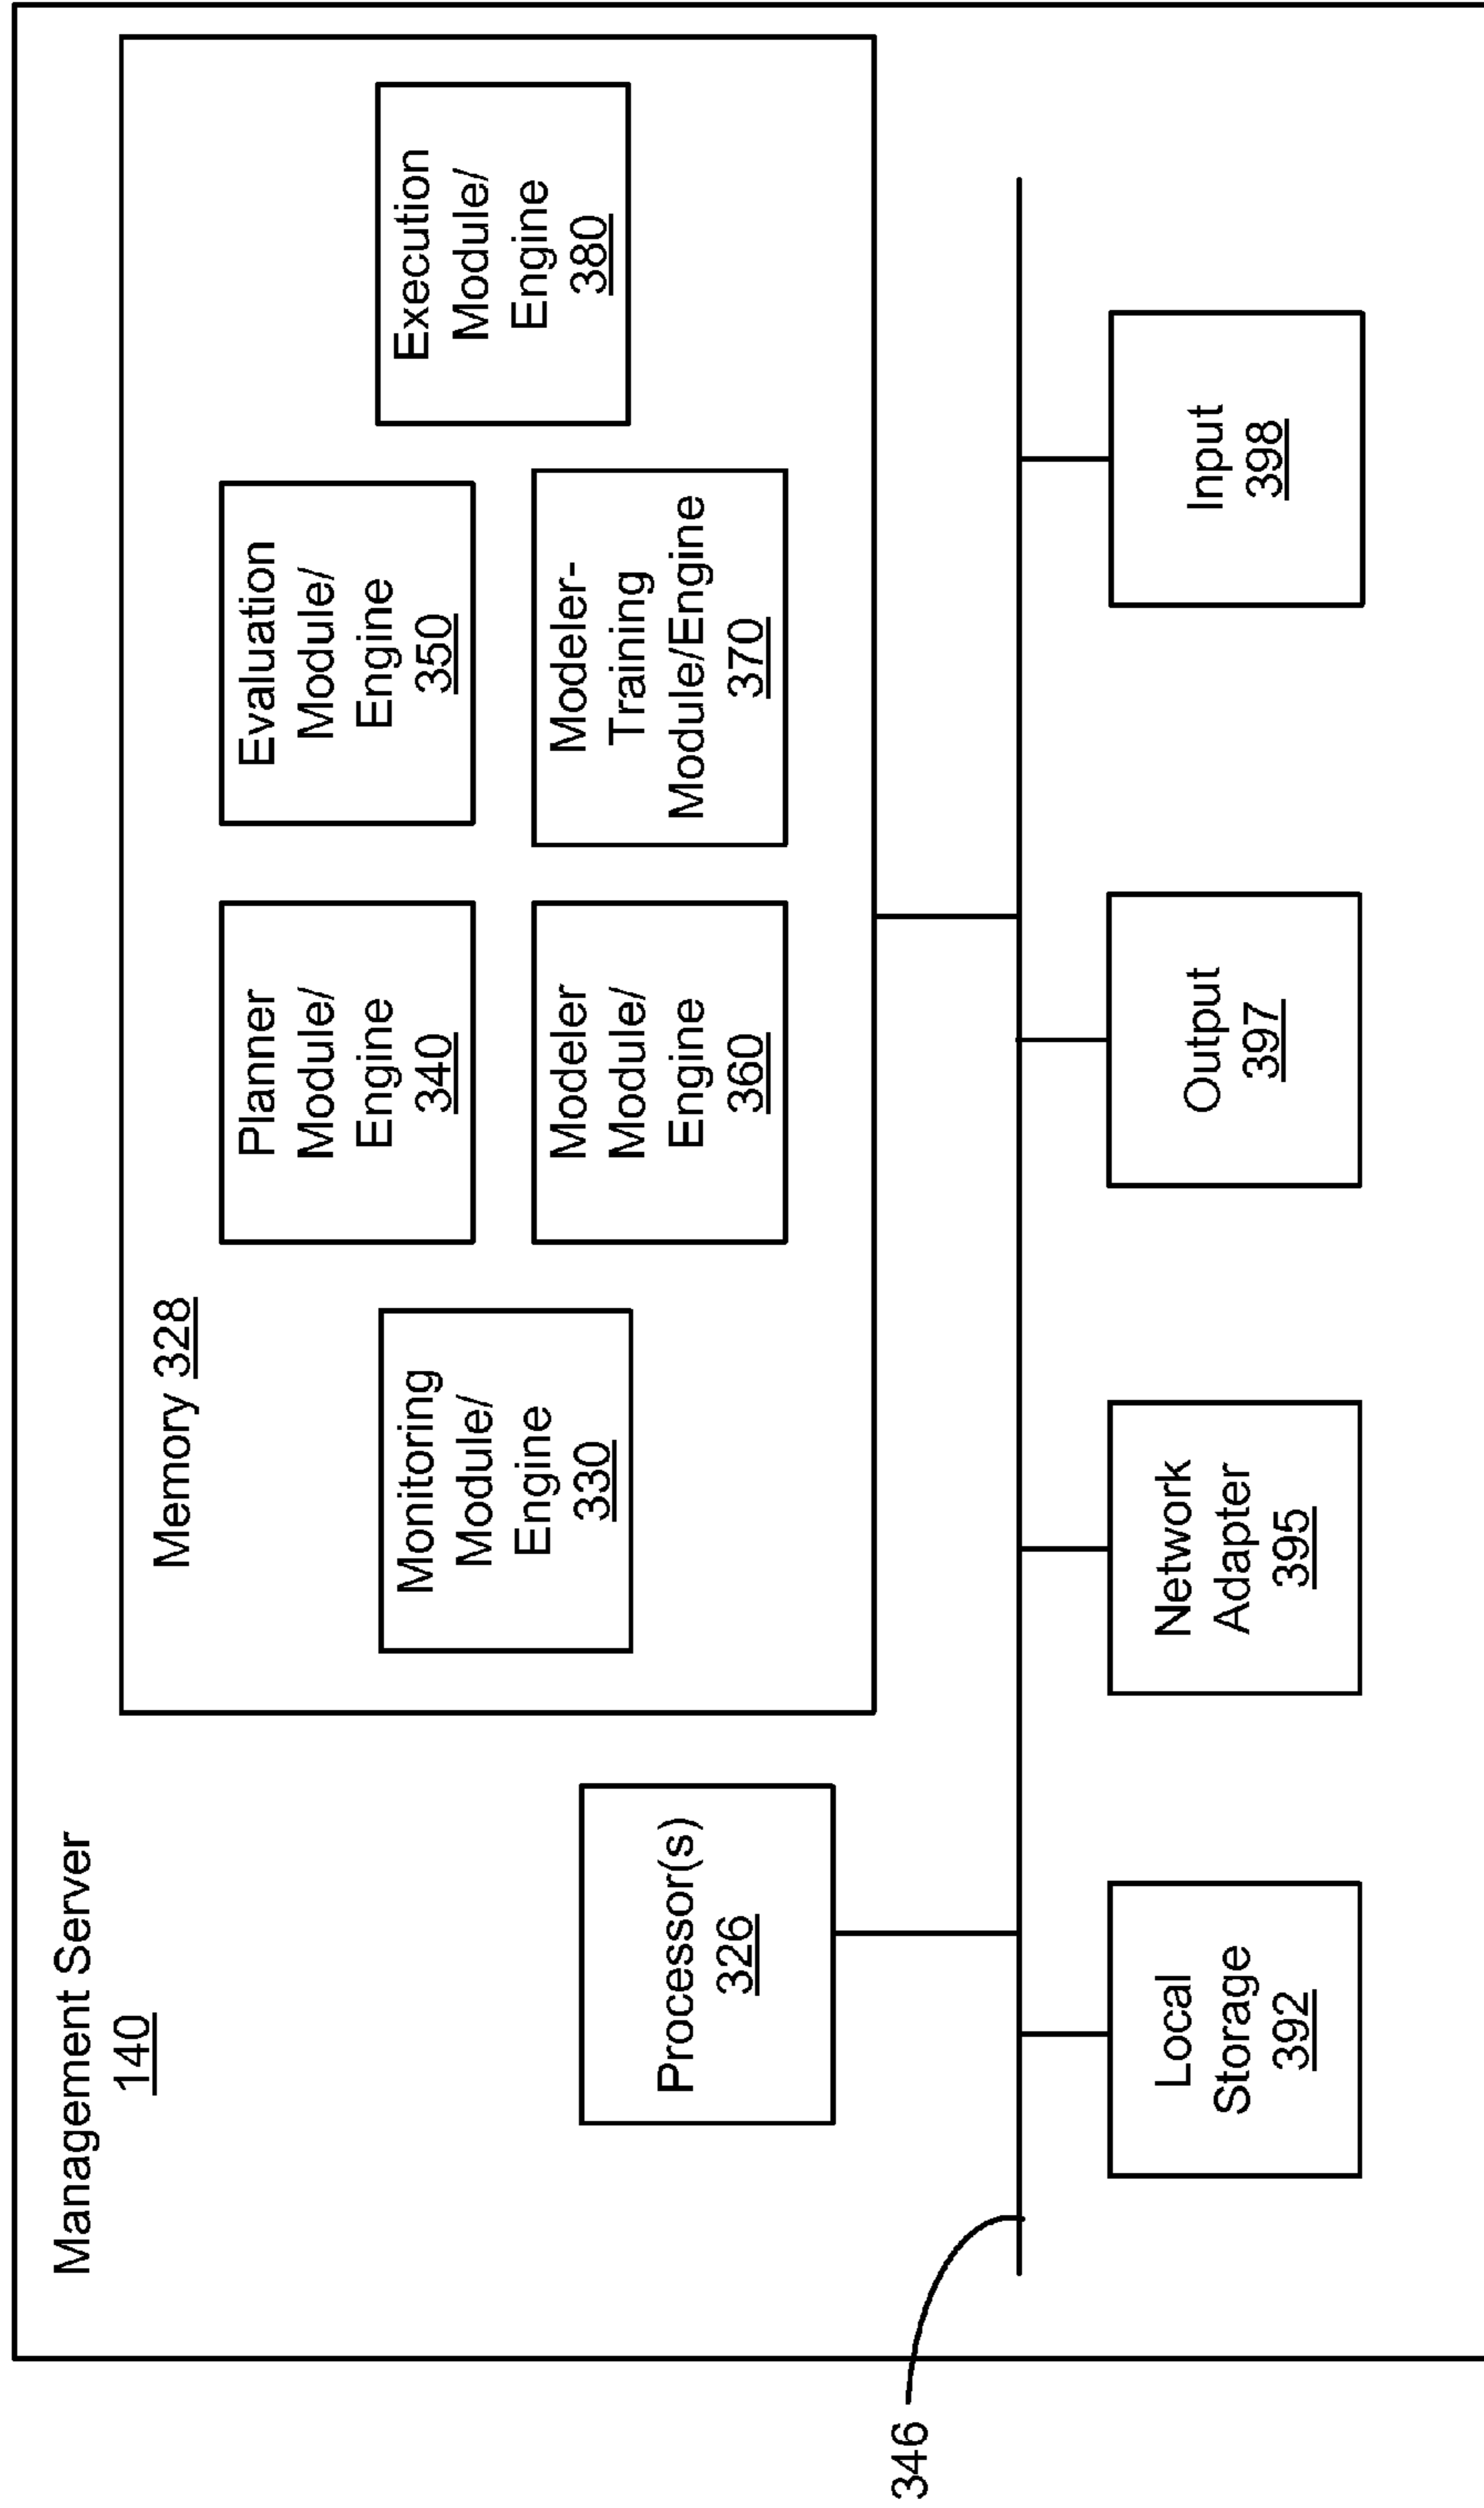 Management Server
140
Memory 328
Monitoring
Module/
Engine
330
Planner
Module/
Engine
340
Evaluation
Module/
Engine
350
Modeler
Module/
Engine
360
Modeler-
Training
Module/Engine
370
Execution
Module/
Engine
380
Processor(s)
326
346
Local
Storage
392
Network
Adapter
395
Output
397
Input
398